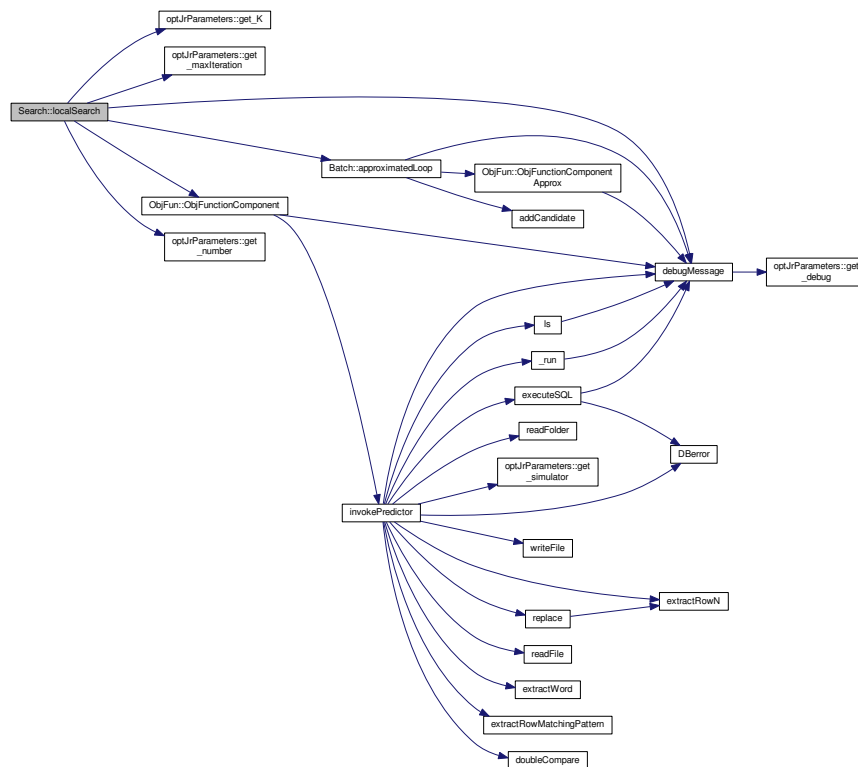 optJrParameters::get_K
optJrParameters::get
_maxIteration
Search::localSearch
Batch::approximatedLoop
ObjFun::ObjFunctionComponent
Approx
ObjFun::ObjFunctionComponent
addCandidate
optJrParameters::get
_number
debugMessage
optJrParameters::get
_debug
ls
_run
executeSQL
readFolder
DBerror
optJrParameters::get
_simulator
invokePredictor
writeFile
extractRowN
replace
readFile
extractWord
extractRowMatchingPattern
doubleCompare